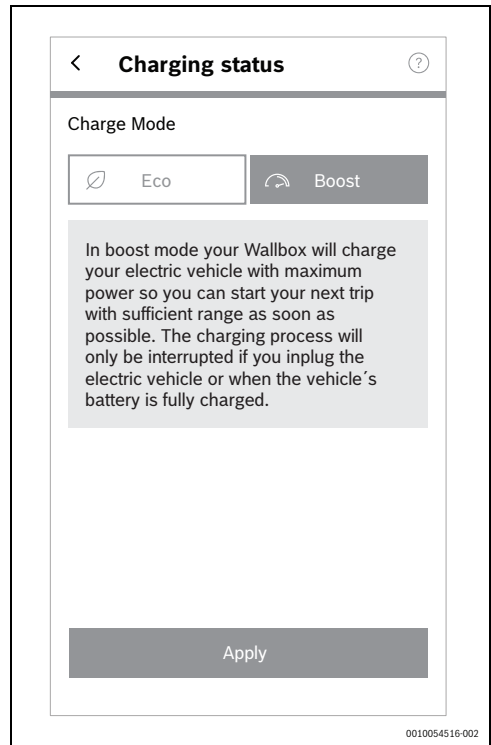 Charging status
?
Charge Mode
Eco
Boost
In boost mode your Wallbox will charge
your electric vehicle with maximum
power so you can start your next trip
with sufficient range as soon as
possible. The charging process will
only be interrupted if you inplug the
electric vehicle or when the vehicle´s
battery is fully charged.
Apply
0010054516-002